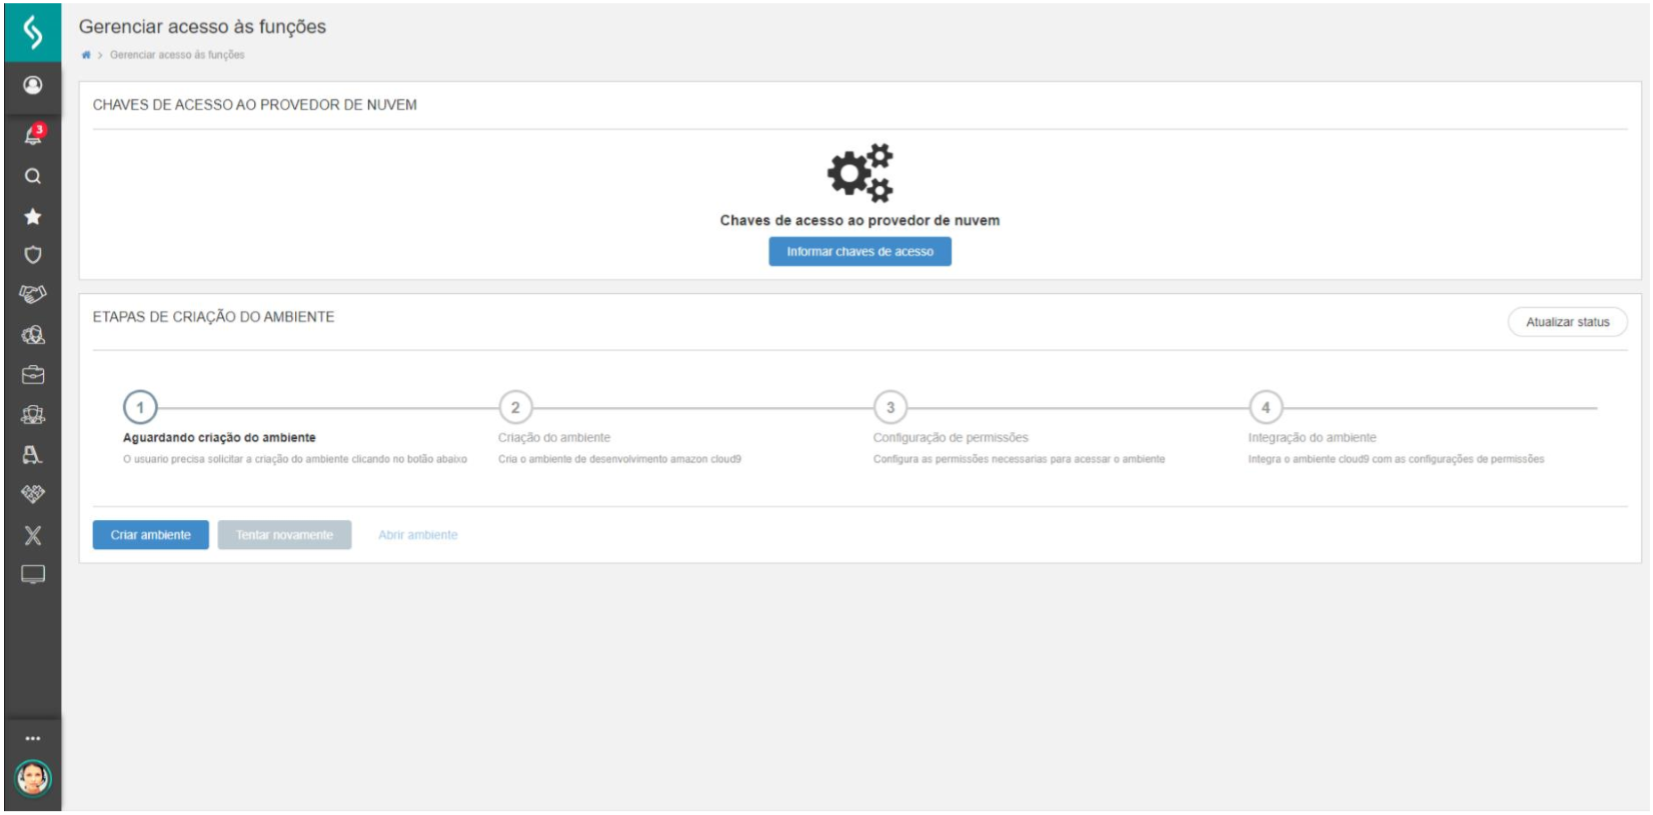 Gerenciar acesso às funções
> Gerenciar acesso às funções
CHAVES DE ACESSO AO PROVEDOR DE NUVEM
3
Chaves de acesso ao provedor de nuvem
Informar chaves de acesso
ETAPAS DE CRIAÇÃO DO AMBIENTE
Atualizar status
1
2
3
4
Aguardando criação do ambiente
Criação do ambiente
Configuração de permissões
Integração do ambiente
O usuario precisa solicitar a criação do ambiente clicando no botão abaixo
Cria o ambiente de desenvolvimento amazon cloud9
Configura as permissões necessarias para acessar o ambiente
Integra o ambiente cloud9 com as configurações de permissões
Criar ambiente
Tentar novamente
Abrir ambiente